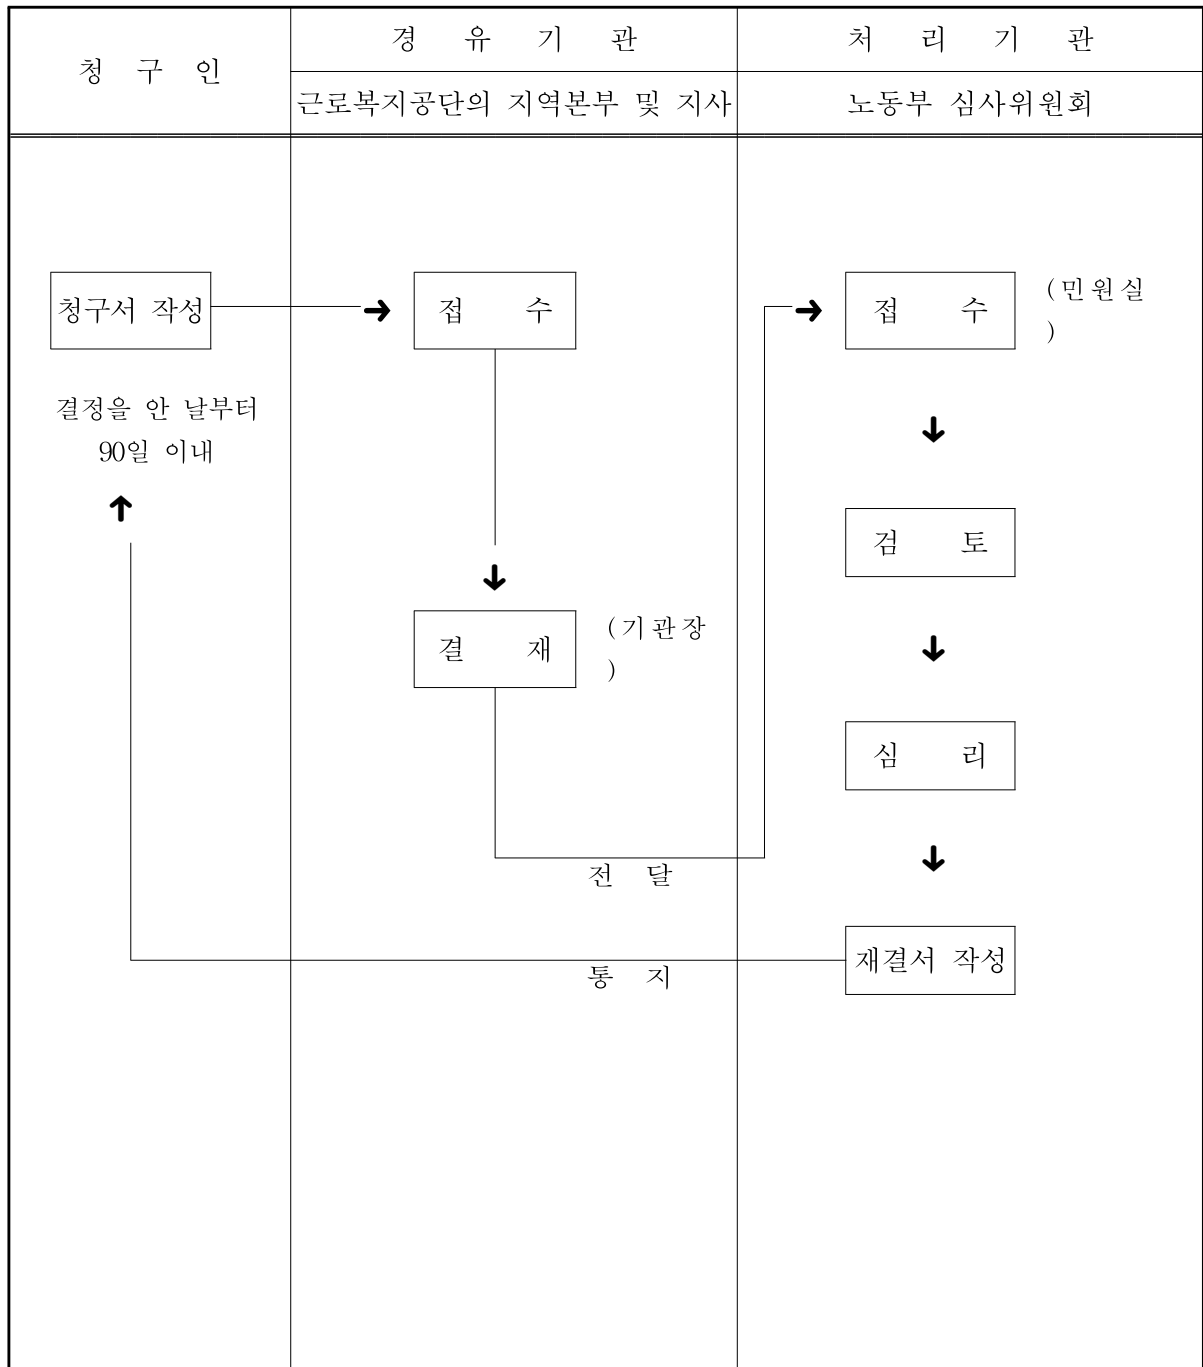 청 구 인
경 유 기 관
처 리 기 관
근로복지공단의 지역본부 및 지사
노동부 심사위원회
청구서 작성
접 수
접 수
(민원실
)
결정을 안 날부터
90일 이내
검 토
결 재
(기관장
)
심 리
전 달
재결서 작성
통 지